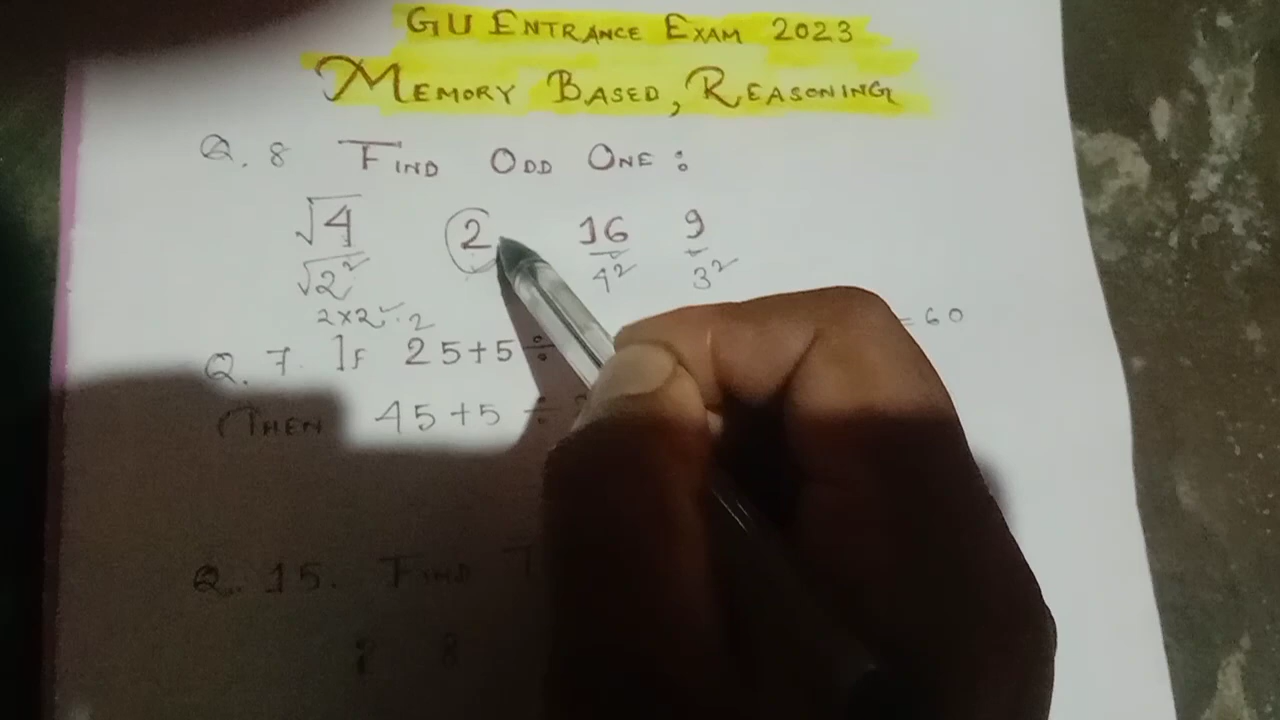 GU ENTRANCE EXAM 2023
MEMORY BASED, REASONING
Q. 8 FIND ODD ONE :
√4 2 16 9
√2² 4² 3²
2×2 2
Q. 7. IF 25+5 ÷ = 60
THEN 45+5 ÷
Q. 15. FIND
? 8